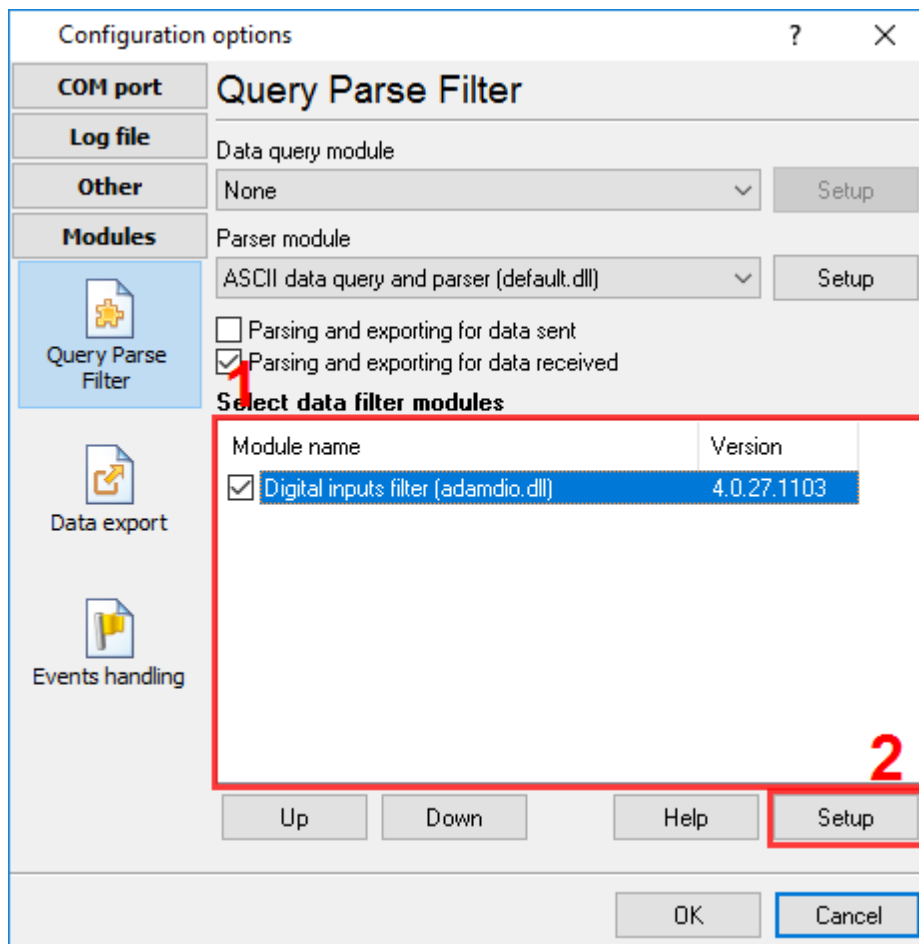 Configuration options
?
COM port
Log file
Other
Modules
Query Parse
Filter
Data export
Events handling
Query Parse Filter
Data query module
None
Setup
Parser module
ASCII data query and parser (default.dll)
Setup
Parsing and exporting for data sent
Parsing and exporting for data received
1
Select data filter modules
Module name Version
Digital inputs filter (adamdio.dll) 4.0.27.1103
2
Up Down Help Setup
OK Cancel